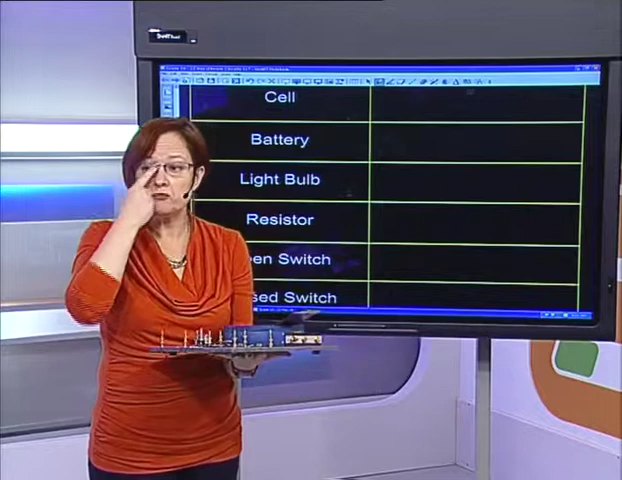 Cell
Battery
Light Bulb
Resistor
en Switch
sed Switch